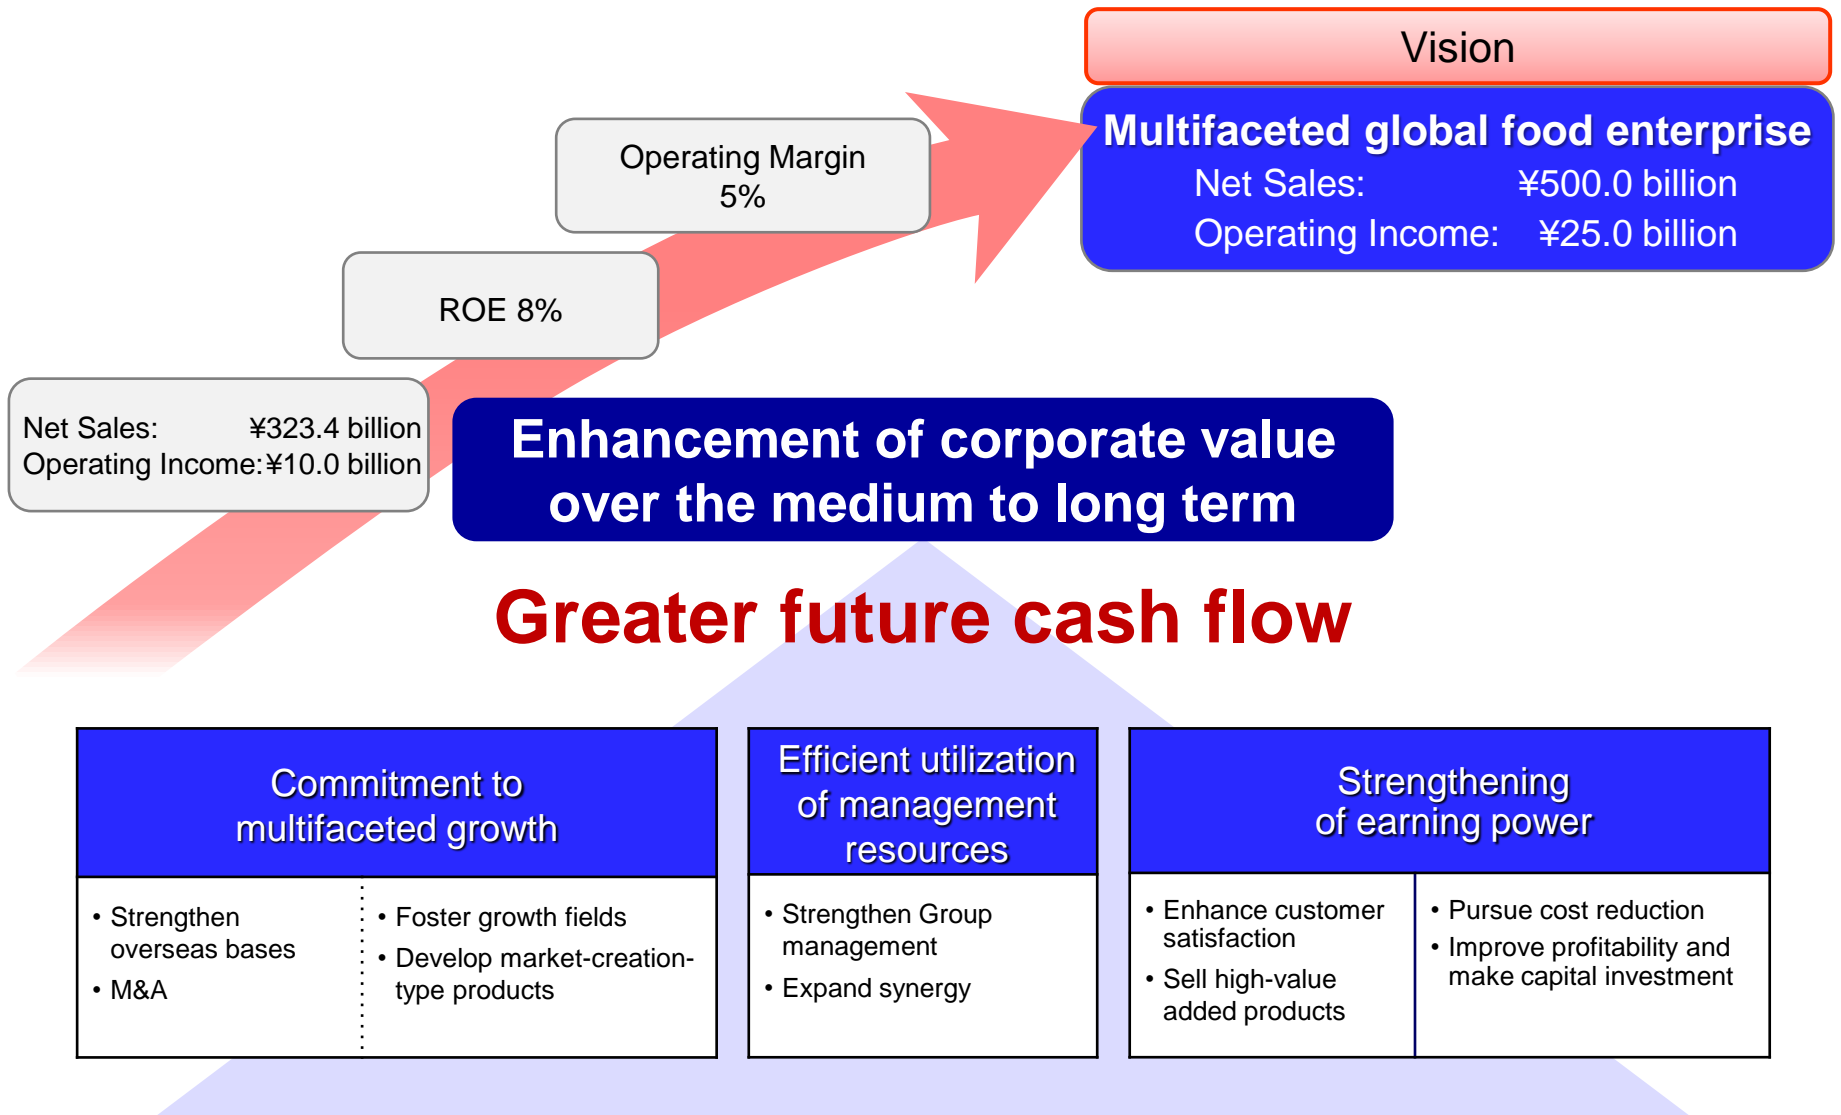 Vision
Multifaceted global food enterprise
Net Sales: ¥500.0 billion
Operating Income: ¥25.0 billion
Operating Margin
5%
ROE 8%
Net Sales: ¥323.4 billion
Operating Income: ¥10.0 billion
Enhancement of corporate value
over the medium to long term
Greater future cash flow
Commitment to
multifaceted growth
• Strengthen
overseas bases
• M&A
• Foster growth fields
• Develop market-creation-
type products
Efficient utilization
of management
resources
• Strengthen Group
management
• Expand synergy
Strengthening
of earning power
• Enhance customer
satisfaction
• Sell high-value
added products
• Pursue cost reduction
• Improve profitability and
make capital investment